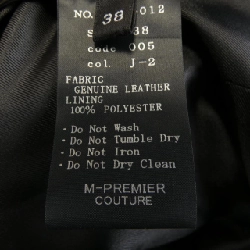 NO. 012
38
38
code 005
col. J-2
FABRIC
GENUINE LEATHER
LINING
100% POLYESTER
- Do Not Wash
- Do Not Tumble Dry
- Do Not Iron
- Do Not Dry Clean
M-PREMIER
COUTURE